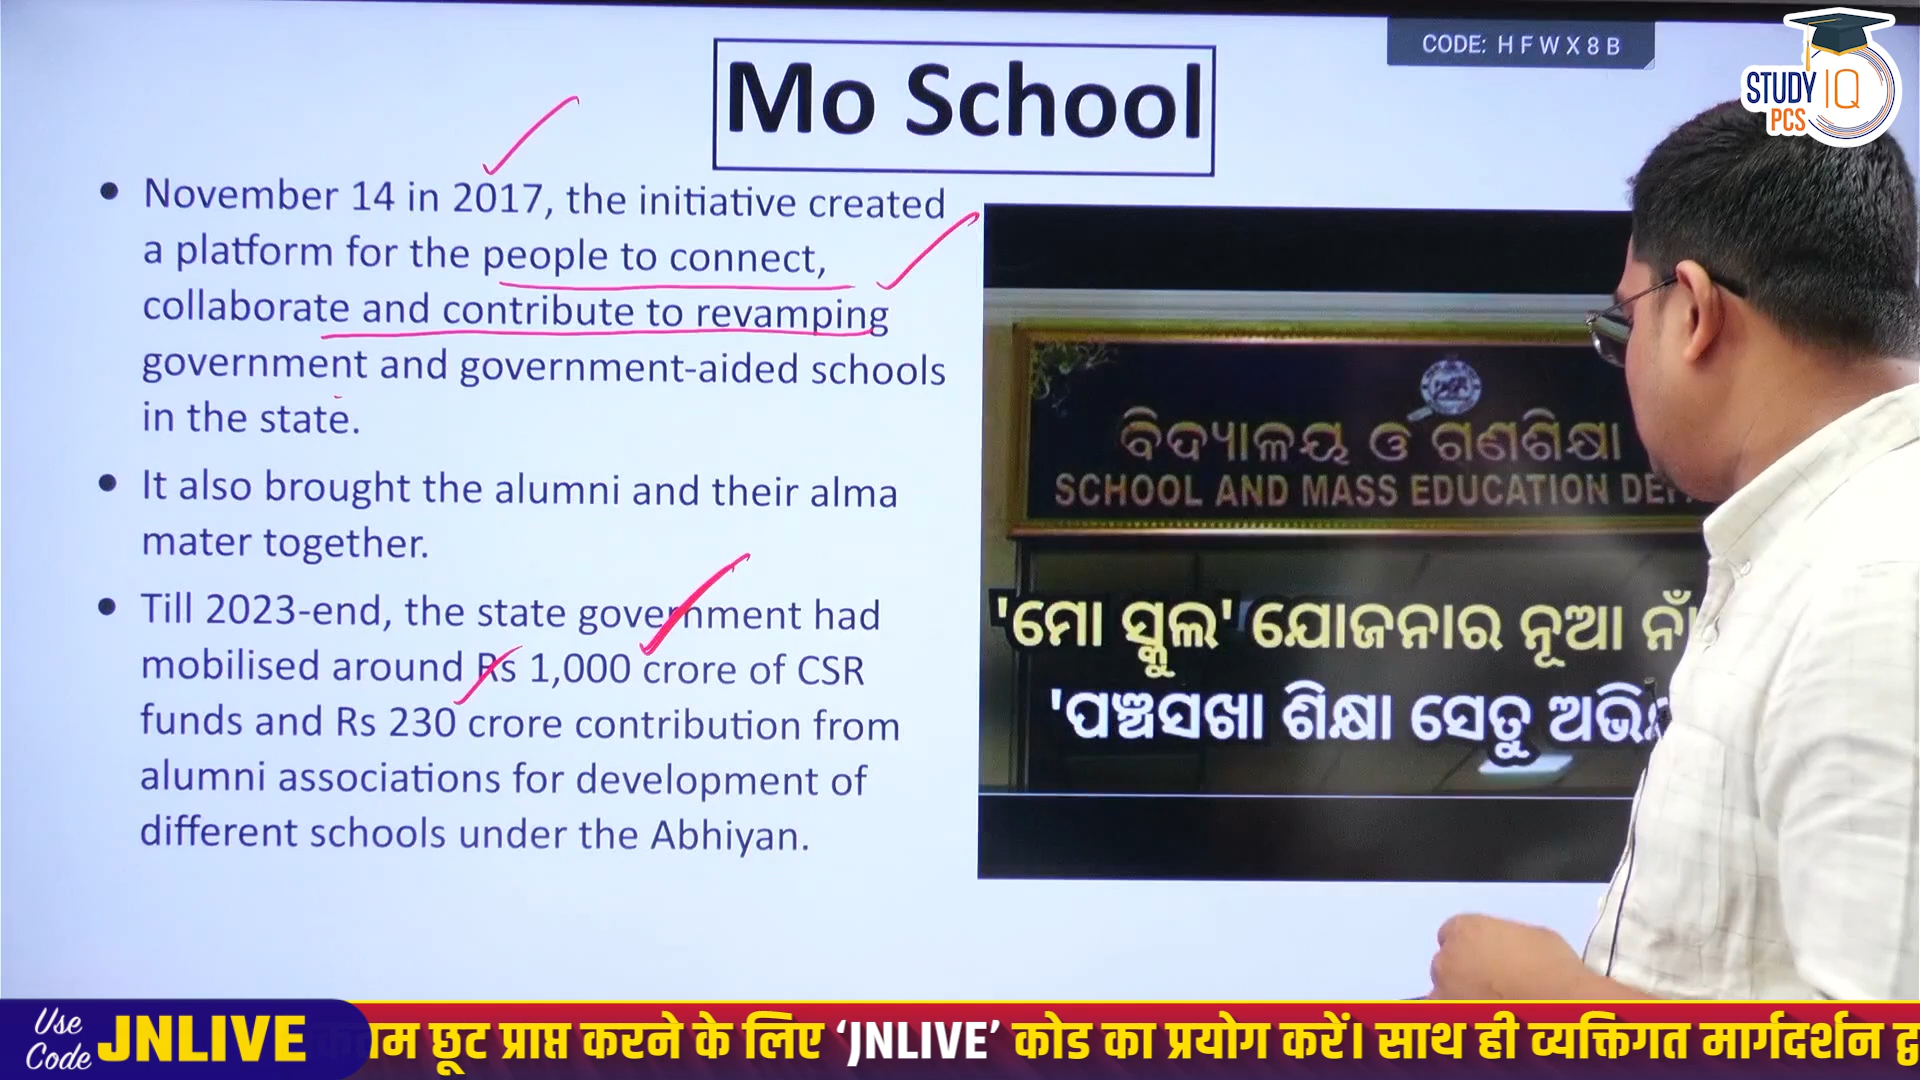 CODE: H F W X 8 B
STUDY IQ
PCS
Mo School
• November 14 in 2017, the initiative created
a platform for the people to connect,
collaborate and contribute to revamping
government and government-aided schools
in the state.
• It also brought the alumni and their alma
mater together.
• Till 2023-end, the state government had
mobilised around Rs 1,000 crore of CSR
funds and Rs 230 crore contribution from
alumni associations for development of
different schools under the Abhiyan.
ବିଦ୍ୟାଳୟ ଓ ଗଣଶିକ୍ଷା
SCHOOL AND MASS EDUCATION
'ମୋ ସ୍କୁଲ' ଯୋଜନାର ନୂଆ ନାଁ
'ପଞ୍ଚସଖା ଶିକ୍ଷା ସେତୁ
Use
Code JNLIVE
छूट प्राप्त करने के लिए ‘JNLIVE’ कोड का प्रयोग करें। साथ ही व्यक्तिगत मार्गदर्शन